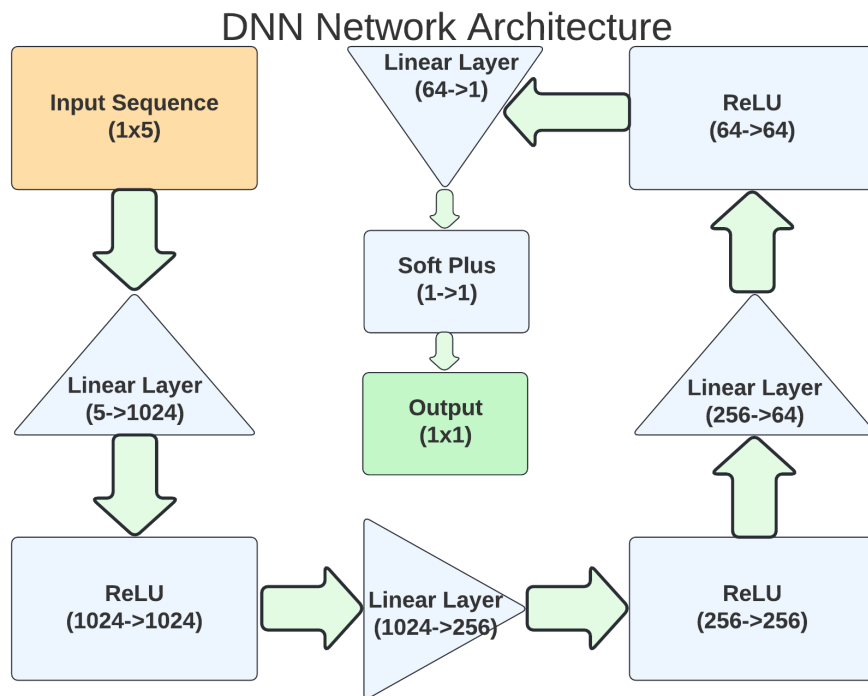 DNN Network Architecture
Input Sequence
(1x5)
Linear Layer
(5->1024)
ReLU
(1024->1024)
Linear Layer
(1024->256)
ReLU
(256->256)
Linear Layer
(256->64)
ReLU
(64->64)
Linear Layer
(64->1)
Soft Plus
(1->1)
Output
(1x1)